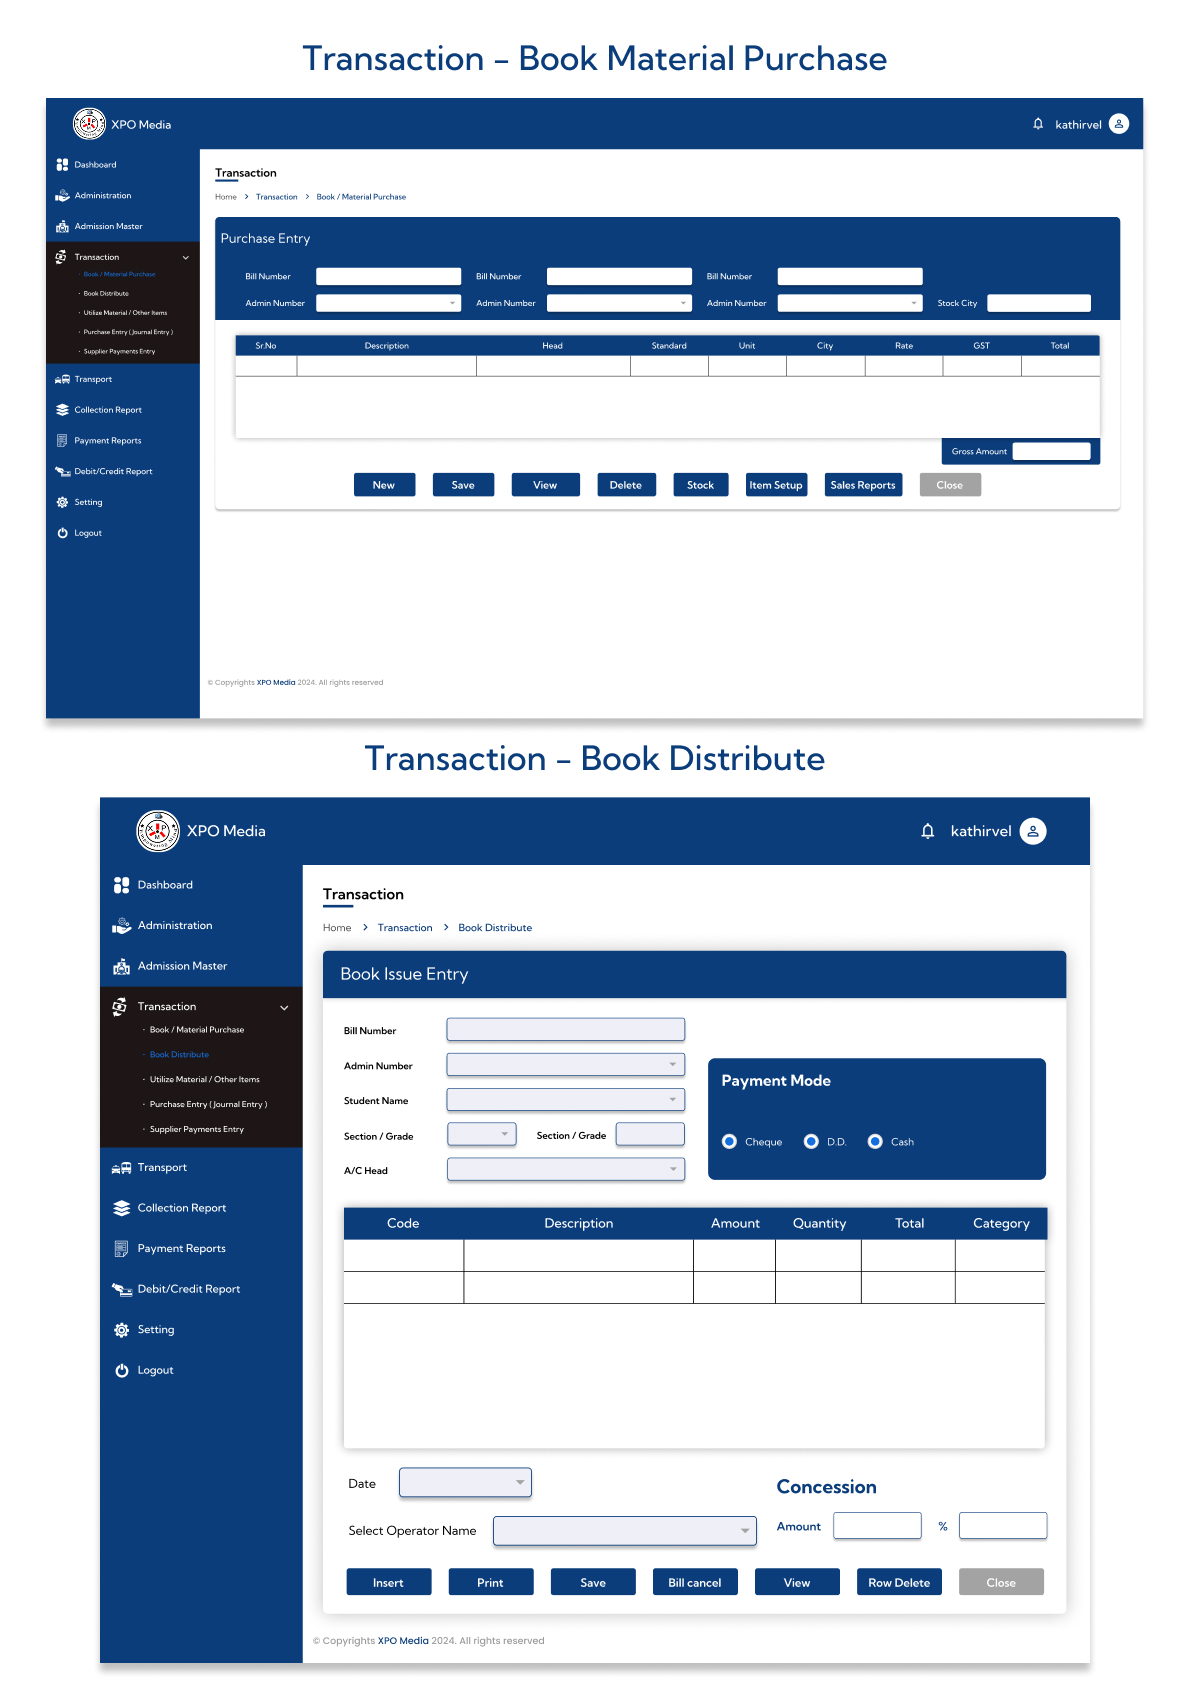 Transaction - Book Material Purchase
XPO Media
kathirvel
Dashboard
Administration
Admission Master
Transaction
· Book / Material Purchase
· Book Distribute
· Utilize Material / Other Items
· Purchase Entry ( Journal Entry )
· Supplier Payments Entry
Transport
Collection Report
Payment Reports
Debit/Credit Report
Setting
Logout
Transaction
Home > Transaction > Book / Material Purchase
Purchase Entry
Bill Number Bill Number Bill Number
Admin Number Admin Number Admin Number Stock City
Sr.No Description Head Standard Unit City Rate GST Total
Gross Amount
New Save View Delete Stock Item Setup Sales Reports Close
© Copyrights XPO Media 2024. All rights reserved
Transaction - Book Distribute
XPO Media
kathirvel
Dashboard
Administration
Admission Master
Transaction
· Book / Material Purchase
· Book Distribute
· Utilize Material / Other Items
· Purchase Entry ( Journal Entry )
· Supplier Payments Entry
Transport
Collection Report
Payment Reports
Debit/Credit Report
Setting
Logout
Transaction
Home > Transaction > Book Distribute
Book Issue Entry
Bill Number
Admin Number
Student Name
Section / Grade Section / Grade
A/C Head
Payment Mode
Cheque D.D. Cash
Code Description Amount Quantity Total Category
Date
Select Operator Name
Concession
Amount %
Insert Print Save Bill cancel View Row Delete Close
© Copyrights XPO Media 2024. All rights reserved